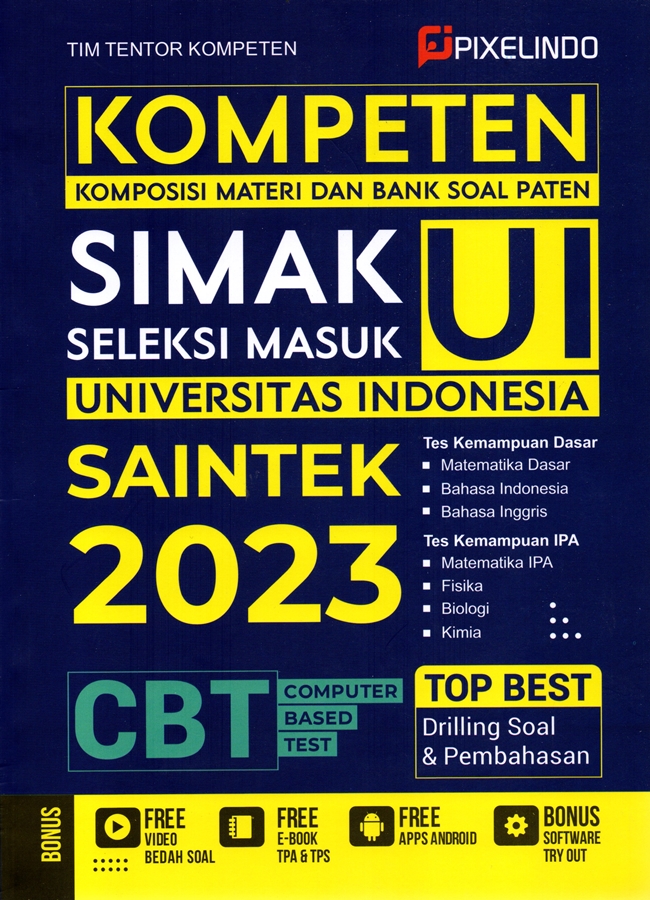 TIM TENTOR KOMPETEN
PIXELINDO
KOMPETEN
KOMPOSISI MATERI DAN BANK SOAL PATEN
SIMAK UI
SELEKSI MASUK
UNIVERSITAS INDONESIA
SAINTEK
2023
Tes Kemampuan Dasar
Matematika Dasar
Bahasa Indonesia
Bahasa Inggris
Tes Kemampuan IPA
Matematika IPA
Fisika
Biologi
Kimia
CBT
COMPUTER
BASED
TEST
TOP BEST
Drilling Soal
& Pembahasan
BONUS
FREE
VIDEO
BEDAH SOAL
FREE
E-BOOK
TPA & TPS
FREE
APPS ANDROID
BONUS
SOFTWARE
TRY OUT